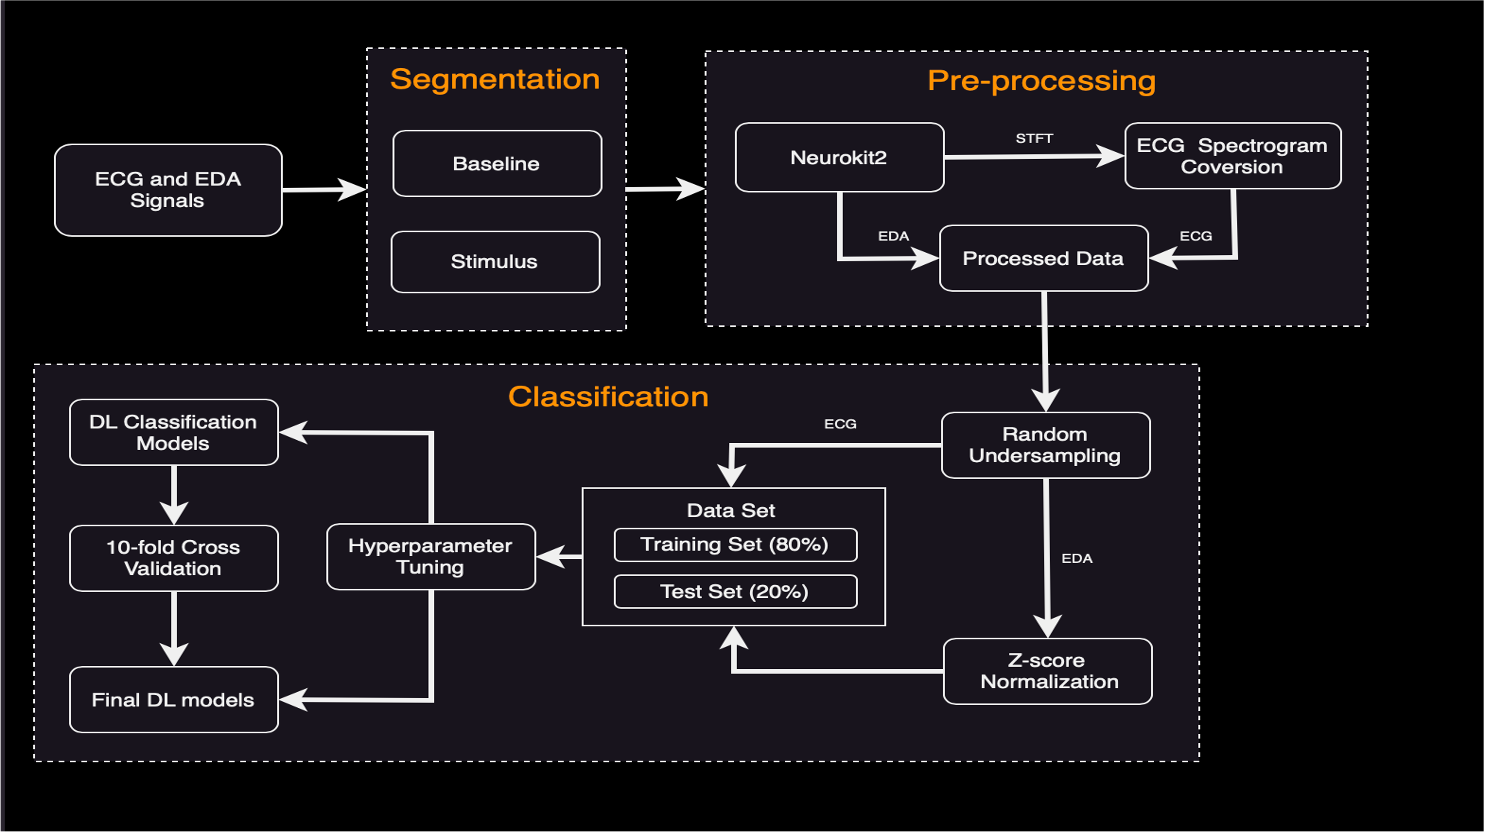 Segmentation
Baseline
Stimulus
ECG and EDA
Signals
Pre-processing
Neurokit2
STFT
ECG Spectrogram
Coversion
EDA
ECG
Processed Data
Classification
Random
Undersampling
ECG
EDA
Z-score
Normalization
Data Set
Training Set (80%)
Test Set (20%)
Hyperparameter
Tuning
DL Classification
Models
10-fold Cross
Validation
Final DL models